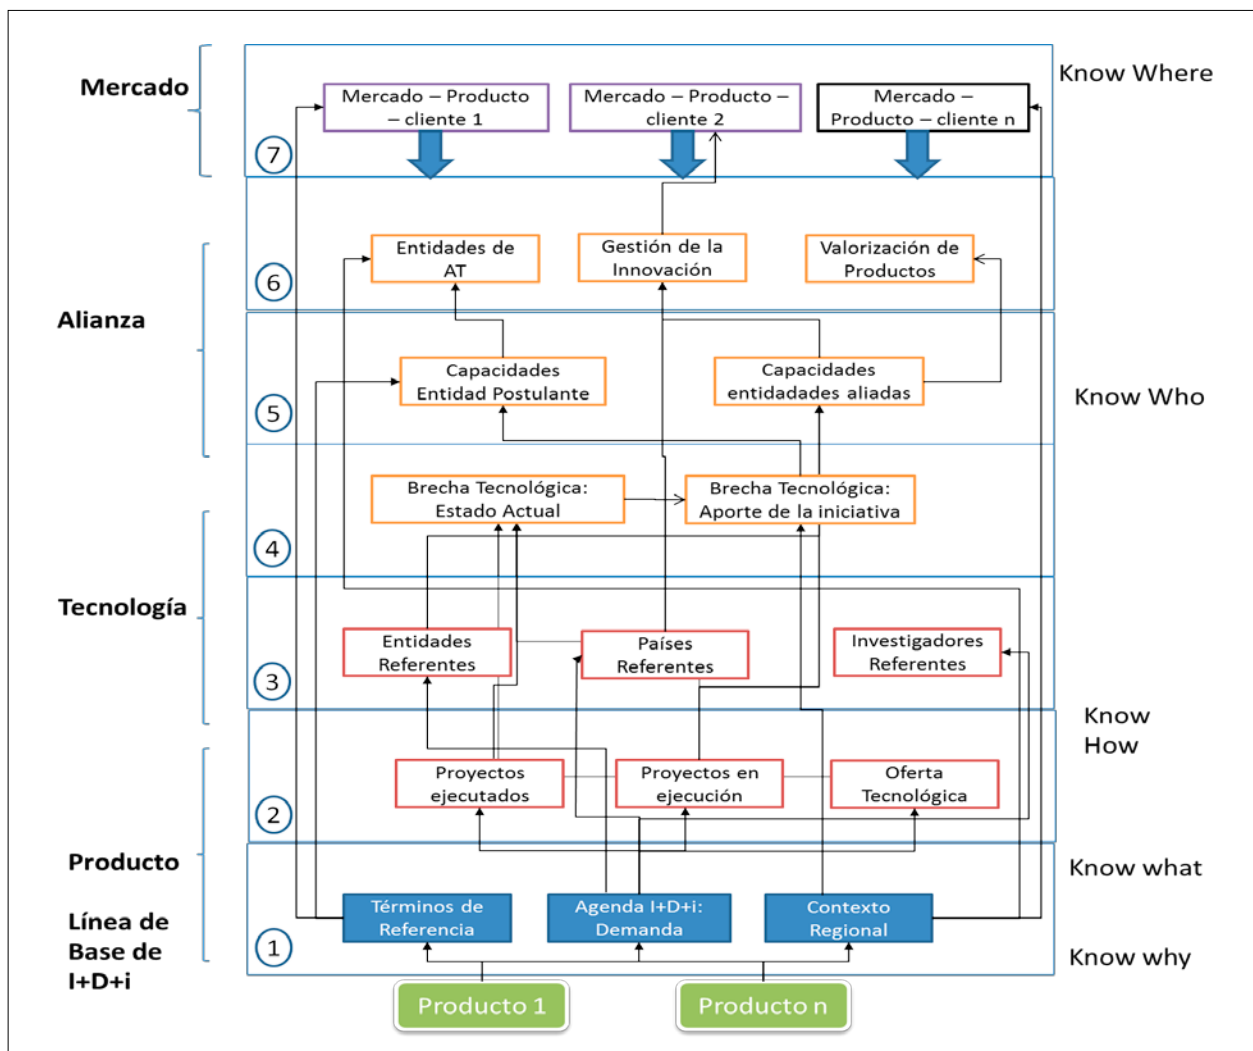 Mercado
Know Where
Mercado – Producto
– cliente 1
Mercado – Producto –
cliente 2
Mercado –
Producto – cliente n
7
Entidades de
AT
Gestión de la
Innovación
Valorización de
Productos
6
Alianza
Capacidades
Entidad Postulante
Capacidades
entidadades aliadas
5
Know Who
Brecha Tecnológica:
Estado Actual
Brecha Tecnológica:
Aporte de la iniciativa
4
Tecnología
Entidades
Referentes
Países
Referentes
Investigadores
Referentes
3
Know
How
Proyectos
ejecutados
Proyectos en
ejecución
Oferta
Tecnológica
2
Producto
Know what
Línea de
Base de
I+D+i
Términos de
Referencia
Agenda I+D+i:
Demanda
Contexto
Regional
1
Know why
Producto 1
Producto n